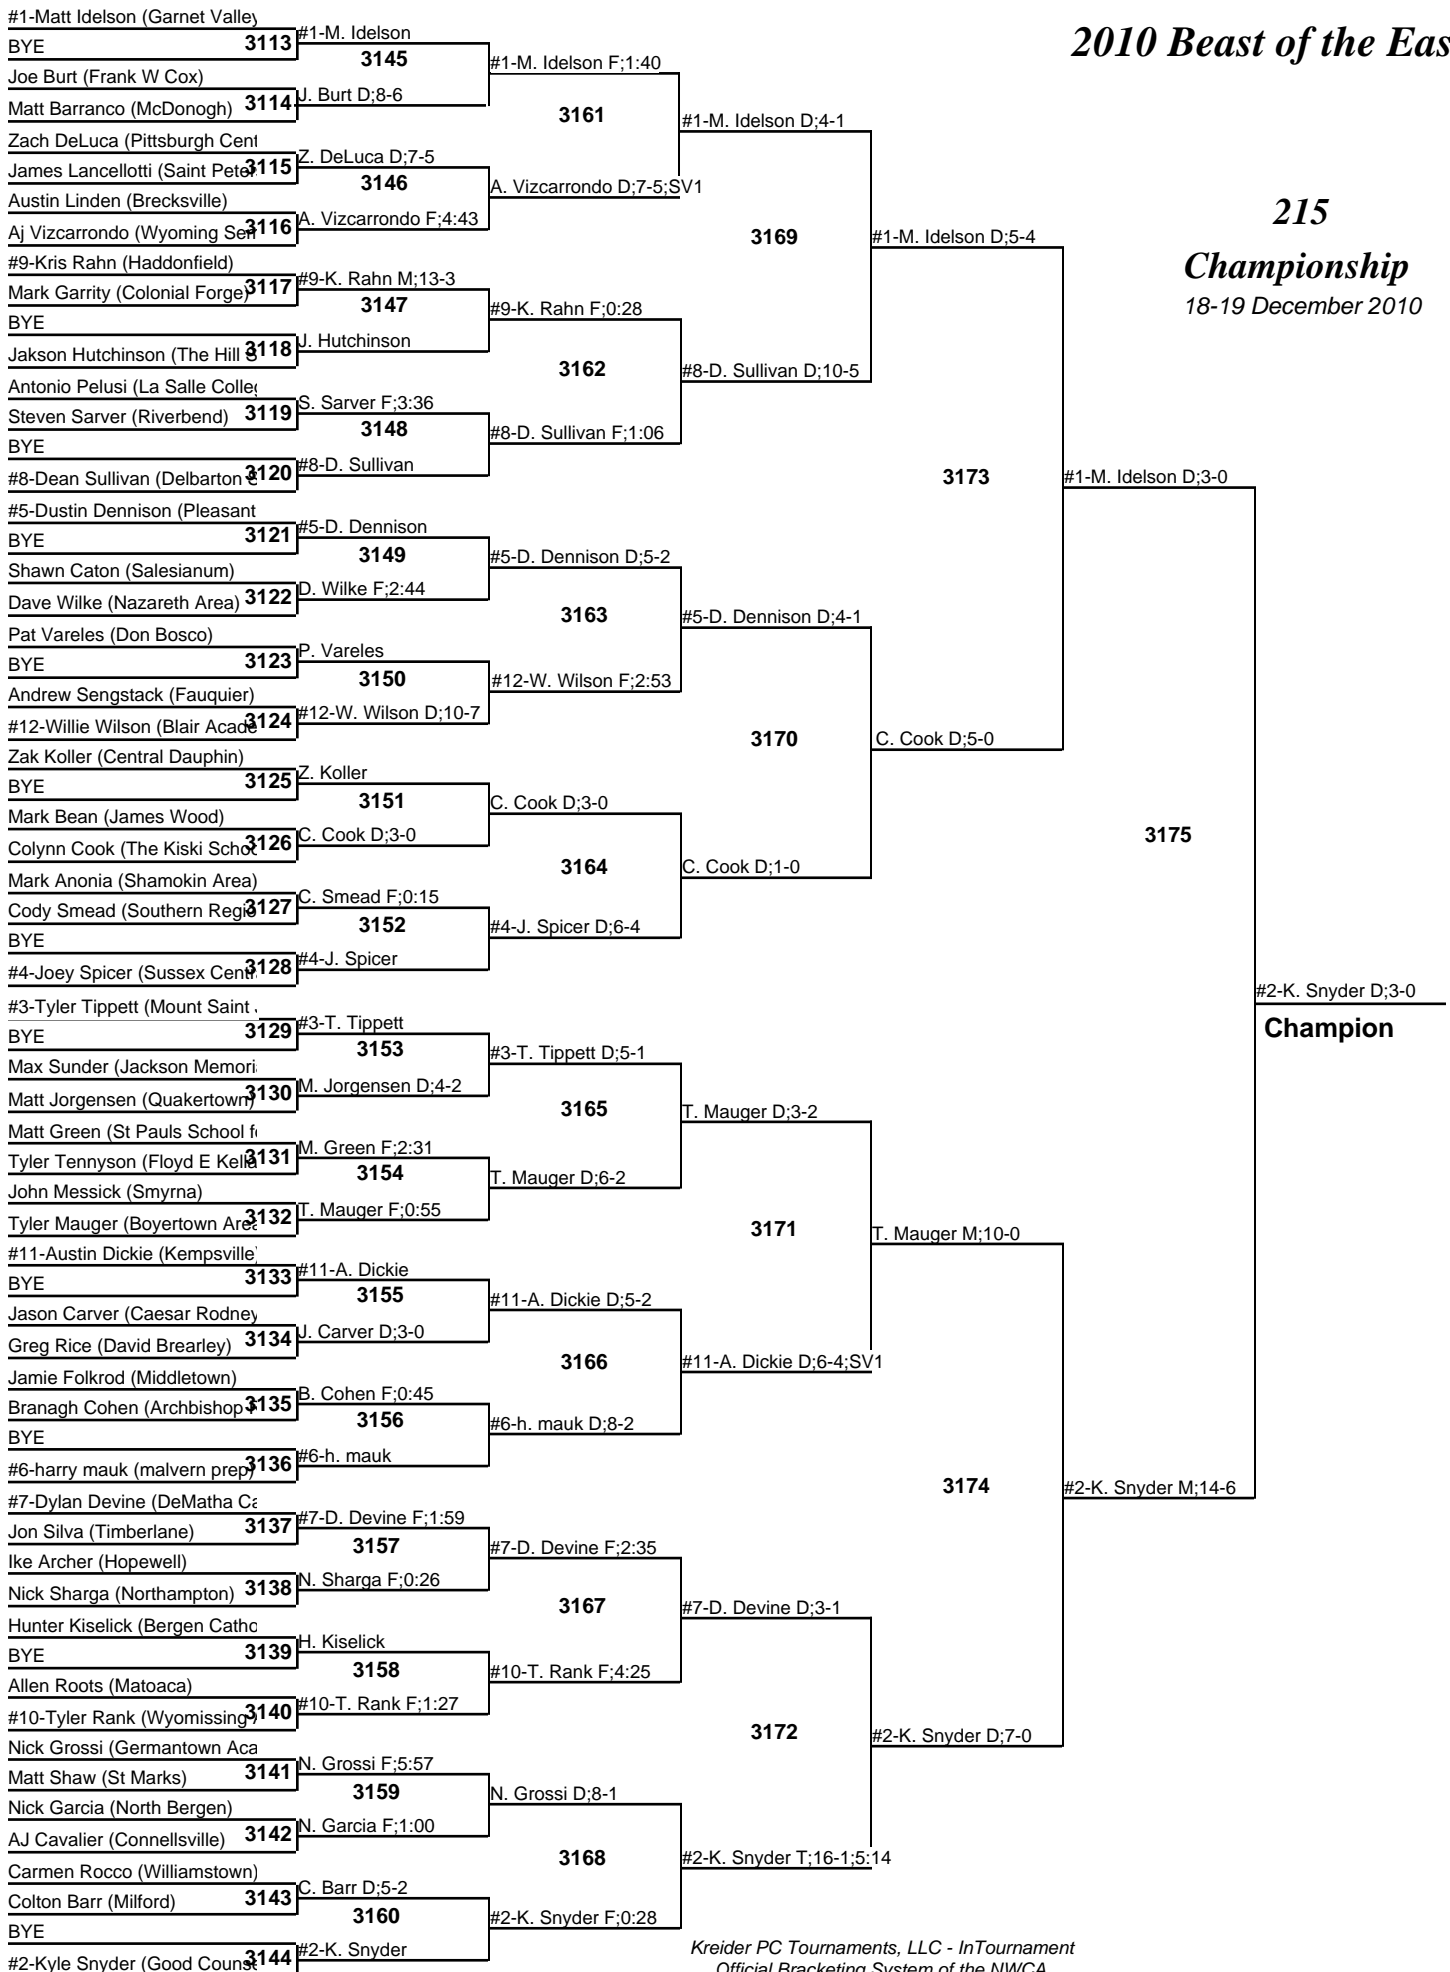 2010 Beast of the Eas
215
Championship
18-19 December 2010
#1-Matt Idelson (Garnet Valley
BYE
3113
Joe Burt (Frank W Cox)
Matt Barranco (McDonogh)
3114
Zach DeLuca (Pittsburgh Cent
James Lancellotti (Saint Peter
3115
Austin Linden (Brecksville)
Aj Vizcarrondo (Wyoming Sem
3116
#9-Kris Rahn (Haddonfield)
Mark Garrity (Colonial Forge)
3117
BYE
Jakson Hutchinson (The Hill S
3118
Antonio Pelusi (La Salle Colleg
Steven Sarver (Riverbend)
3119
BYE
#8-Dean Sullivan (Delbarton S
3120
#5-Dustin Dennison (Pleasant
BYE
3121
Shawn Caton (Salesianum)
Dave Wilke (Nazareth Area)
3122
Pat Vareles (Don Bosco)
BYE
3123
Andrew Sengstack (Fauquier)
#12-Willie Wilson (Blair Acade
3124
Zak Koller (Central Dauphin)
BYE
3125
Mark Bean (James Wood)
Colynn Cook (The Kiski Schoo
3126
Mark Anonia (Shamokin Area)
Cody Smead (Southern Regio
3127
BYE
#4-Joey Spicer (Sussex Centr
3128
#3-Tyler Tippett (Mount Saint J
BYE
3129
Max Sunder (Jackson Memoria
Matt Jorgensen (Quakertown)
3130
Matt Green (St Pauls School fo
Tyler Tennyson (Floyd E Kella
3131
John Messick (Smyrna)
Tyler Mauger (Boyertown Area
3132
#11-Austin Dickie (Kempsville)
BYE
3133
Jason Carver (Caesar Rodney
Greg Rice (David Brearley)
3134
Jamie Folkrod (Middletown)
Branagh Cohen (Archbishop
3135
BYE
#6-harry mauk (malvern prep)
3136
#7-Dylan Devine (DeMatha Ca
Jon Silva (Timberlane)
3137
Ike Archer (Hopewell)
Nick Sharga (Northampton)
3138
Hunter Kiselick (Bergen Catho
BYE
3139
Allen Roots (Matoaca)
#10-Tyler Rank (Wyomissing
3140
Nick Grossi (Germantown Aca
Matt Shaw (St Marks)
3141
Nick Garcia (North Bergen)
AJ Cavalier (Connellsville)
3142
Carmen Rocco (Williamstown)
Colton Barr (Milford)
3143
BYE
#2-Kyle Snyder (Good Counse
3144
#1-M. Idelson
3145
J. Burt D;8-6
Z. DeLuca D;7-5
3146
A. Vizcarrondo F;4:43
#9-K. Rahn M;13-3
3147
J. Hutchinson
S. Sarver F;3:36
3148
#8-D. Sullivan
#5-D. Dennison
3149
D. Wilke F;2:44
P. Vareles
3150
#12-W. Wilson D;10-7
Z. Koller
3151
C. Cook D;3-0
C. Smead F;0:15
3152
#4-J. Spicer
#3-T. Tippett
3153
M. Jorgensen D;4-2
M. Green F;2:31
3154
T. Mauger F;0:55
#11-A. Dickie
3155
J. Carver D;3-0
B. Cohen F;0:45
3156
#6-h. mauk
#7-D. Devine F;1:59
3157
N. Sharga F;0:26
H. Kiselick
3158
#10-T. Rank F;1:27
N. Grossi F;5:57
3159
N. Garcia F;1:00
C. Barr D;5-2
3160
#2-K. Snyder
#1-M. Idelson F;1:40
3161
A. Vizcarrondo D;7-5;SV1
#9-K. Rahn F;0:28
3162
#8-D. Sullivan F;1:06
#5-D. Dennison D;5-2
3163
#12-W. Wilson F;2:53
C. Cook D;3-0
3164
#4-J. Spicer D;6-4
#3-T. Tippett D;5-1
3165
T. Mauger D;6-2
#11-A. Dickie D;5-2
3166
#6-h. mauk D;8-2
#7-D. Devine F;2:35
3167
#10-T. Rank F;4:25
N. Grossi D;8-1
3168
#2-K. Snyder F;0:28
#1-M. Idelson D;4-1
3169
#8-D. Sullivan D;10-5
#5-D. Dennison D;4-1
3170
C. Cook D;1-0
T. Mauger D;3-2
3171
#11-A. Dickie D;6-4;SV1
#7-D. Devine D;3-1
3172
#2-K. Snyder T;16-1;5:14
#1-M. Idelson D;5-4
3173
C. Cook D;5-0
T. Mauger M;10-0
3174
#2-K. Snyder D;7-0
#1-M. Idelson D;3-0
3175
#2-K. Snyder M;14-6
#2-K. Snyder D;3-0
Champion
Kreider PC Tournaments, LLC - InTournament
Official Bracketing System of the NWCA